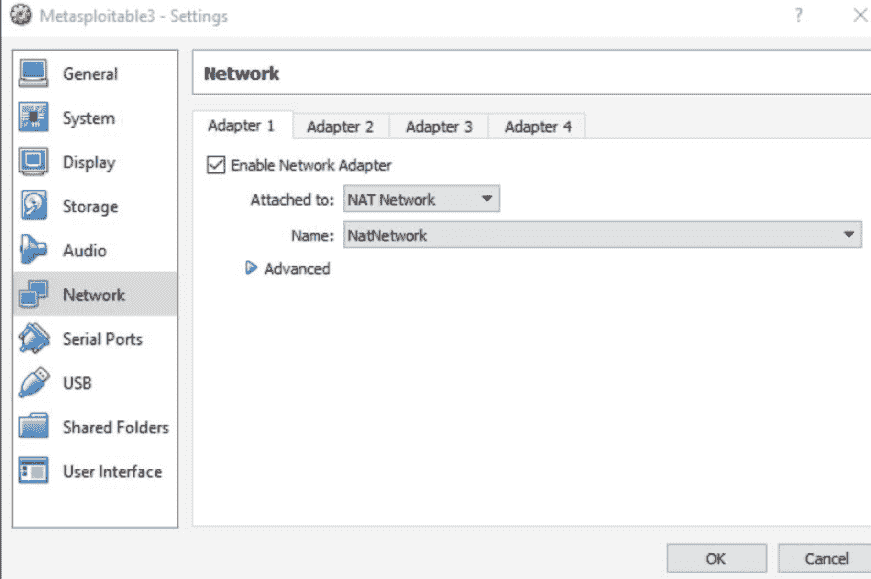 Metasploitable3 - Settings
?
General
System
Display
Storage
Audio
Network
Serial Ports
USB
Shared Folders
User Interface
Network
Adapter 1 Adapter 2 Adapter 3 Adapter 4
Enable Network Adapter
Attached to: NAT Network
Name: NatNetwork
Advanced
OK Cancel